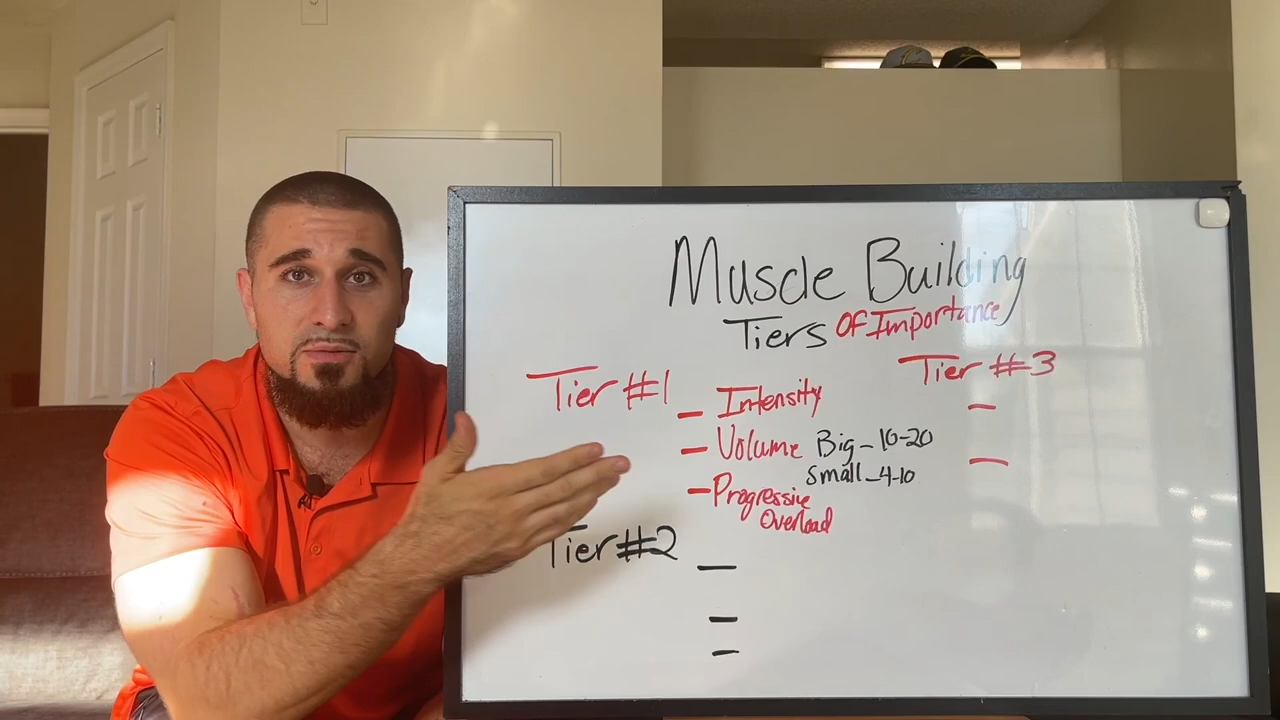 Muscle Building
Tiers OF Importance
Tier #1
- Intensity
- Volume Big - 10-20
Small - 4-10
- Progressive
Overload
Tier #2
-
-
-
Tier #3
-
-